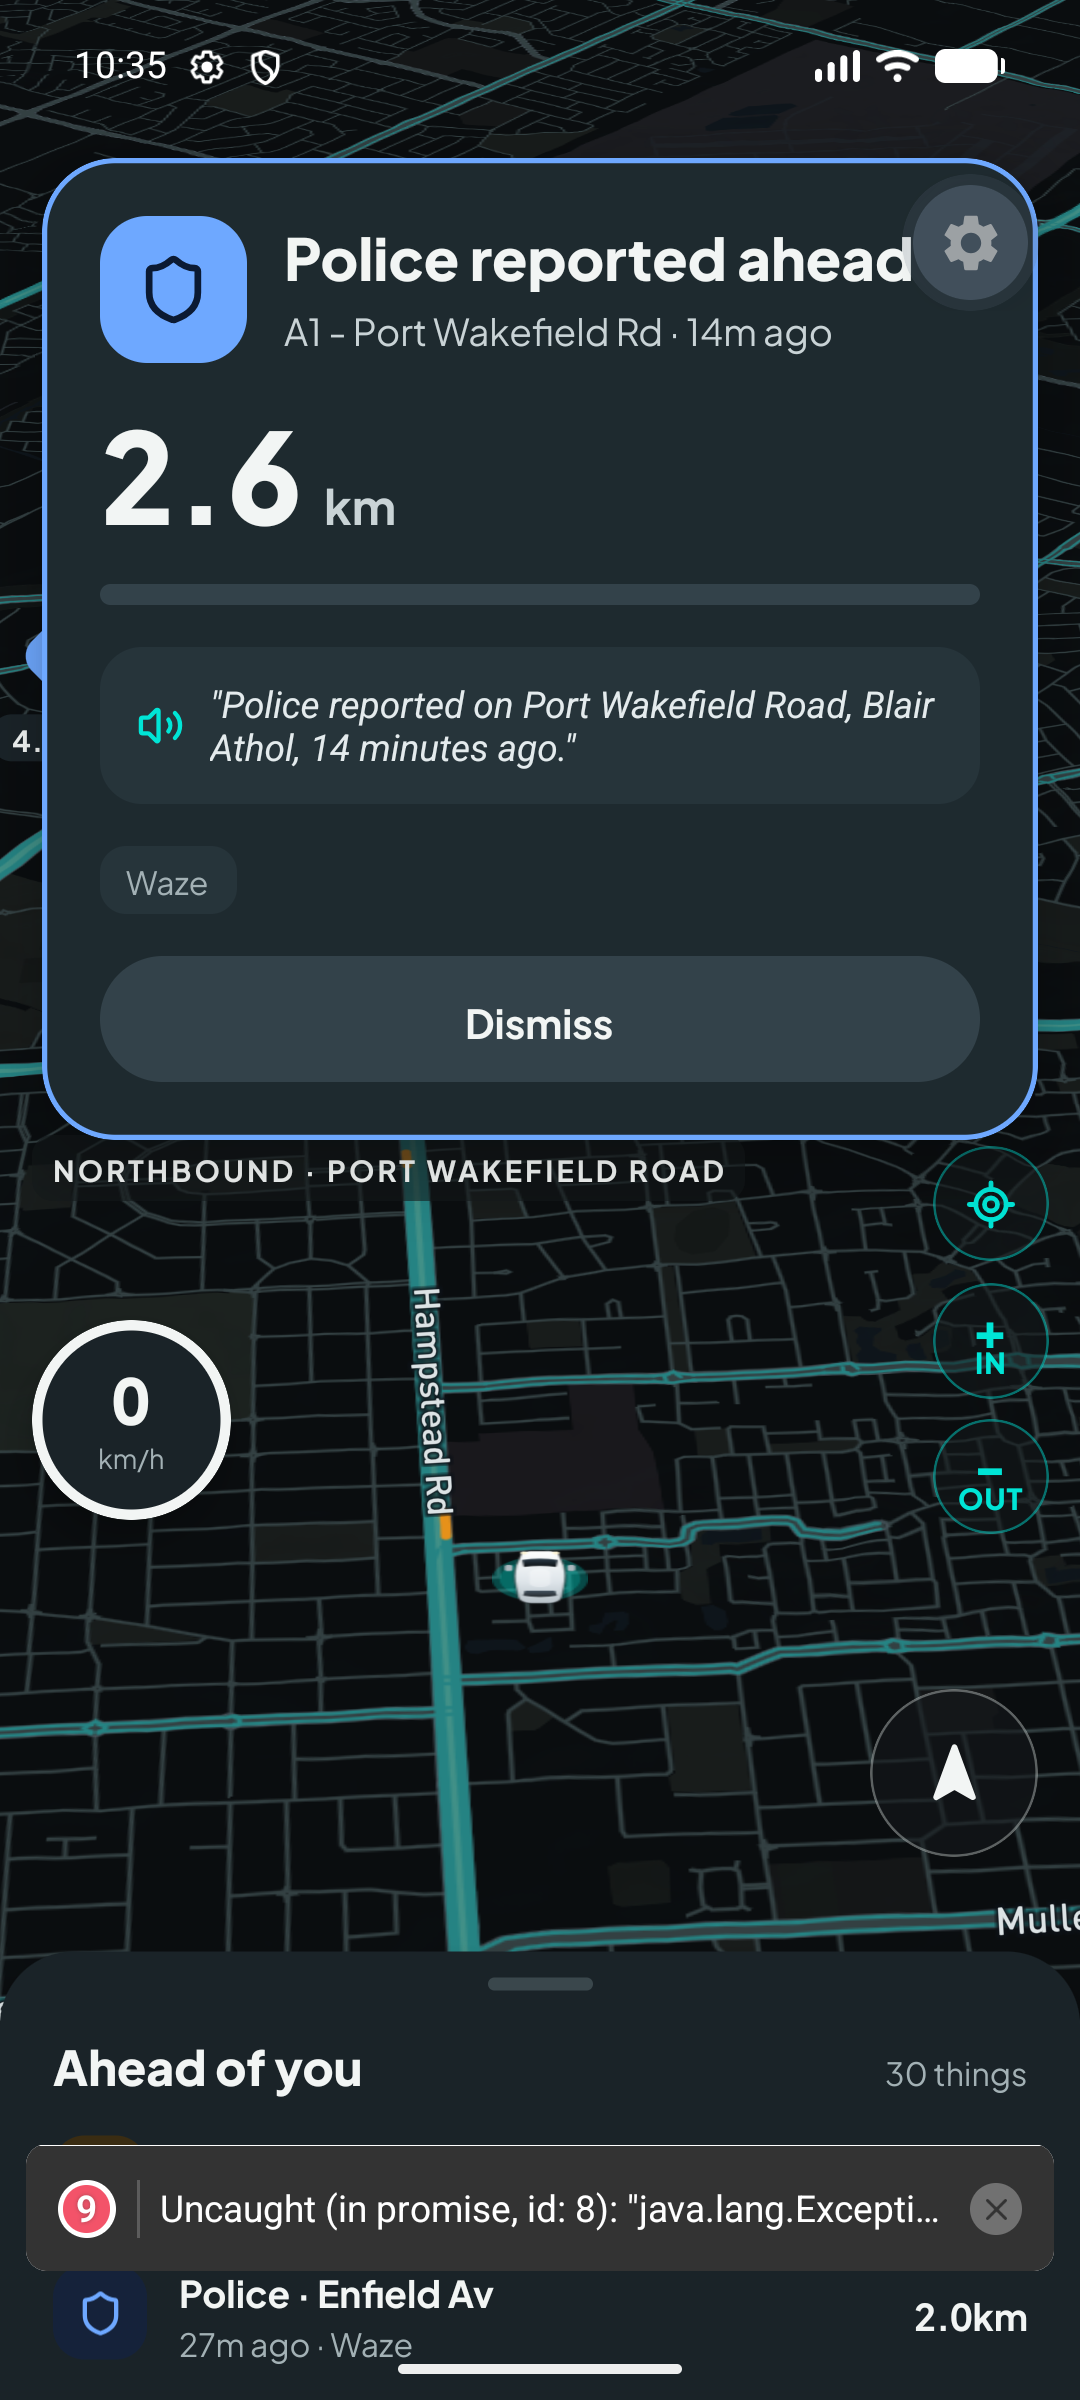 10:35
Police reported ahead
A1 - Port Wakefield Rd · 14m ago
2.6 km
"Police reported on Port Wakefield Road, Blair
Athol, 14 minutes ago."
4.
Waze
Dismiss
NORTHBOUND · PORT WAKEFIELD ROAD
Hampstead Rd
+
IN
0
km/h
−
OUT
Mulle
Ahead of you
30 things
9
Uncaught (in promise, id: 8): "java.lang.Excepti...
Police · Enfield Av
2.0km
27m ago · Waze